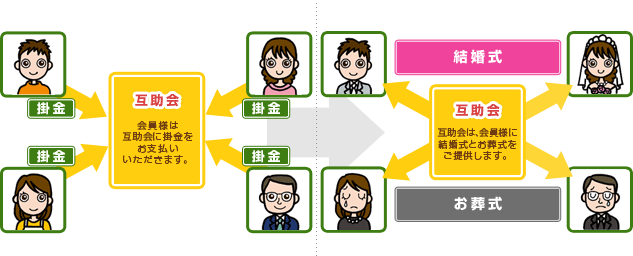 掛金
掛金
互助会
会員様は
互助会に掛金を
お支払い
いただきます。
掛金
掛金
結婚式
互助会
互助会は、会員様に
結婚式とお葬式を
ご提供します。
お葬式